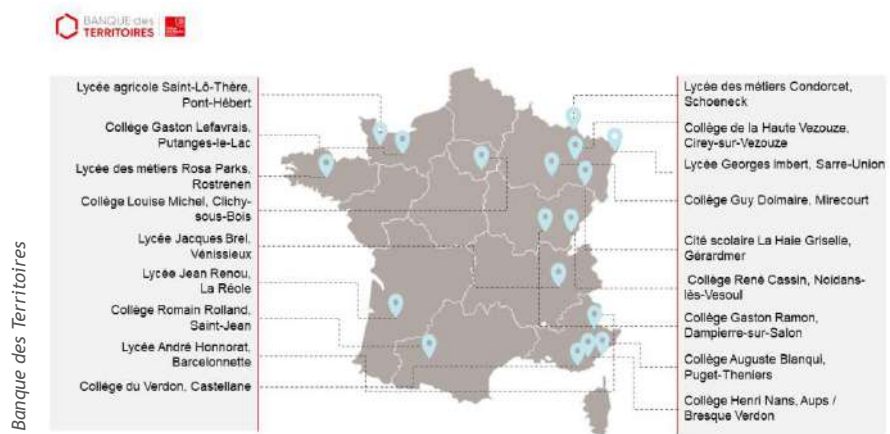 BANQUE des
TERRITOIRES
Lycée agricole Saint-Lô-Thère,
Pont-Hébert
Collège Gaston Lefavrais,
Putanges-le-Lac
Lycée des métiers Rosa Parks,
Rostrenen
Collège Louise Michel, Clichy-
sous-Bois
Lycée Jacques Brel,
Vénissieux
Lycée Jean Renou,
La Réole
Collège Romain Rolland,
Saint-Jean
Lycée André Honnorat,
Barcelonnette
Collège du Verdon, Castellane
Lycée des métiers Condorcet,
Schoeneck
Collège de la Haute Vezouze,
Cirey-sur-Vezouze
Lycée Georges Imbert, Sarre-Union
Collège Guy Dolmaire, Mirecourt
Cité scolaire La Haie Griselle,
Gérardmer
Collège René Cassin, Noidans-
lès-Vesoul
Collège Gaston Ramon,
Dampierre-sur-Salon
Collège Auguste Blanqui,
Puget-Theniers
Collège Henri Nans, Aups /
Bresque Verdon
Banque des Territoires